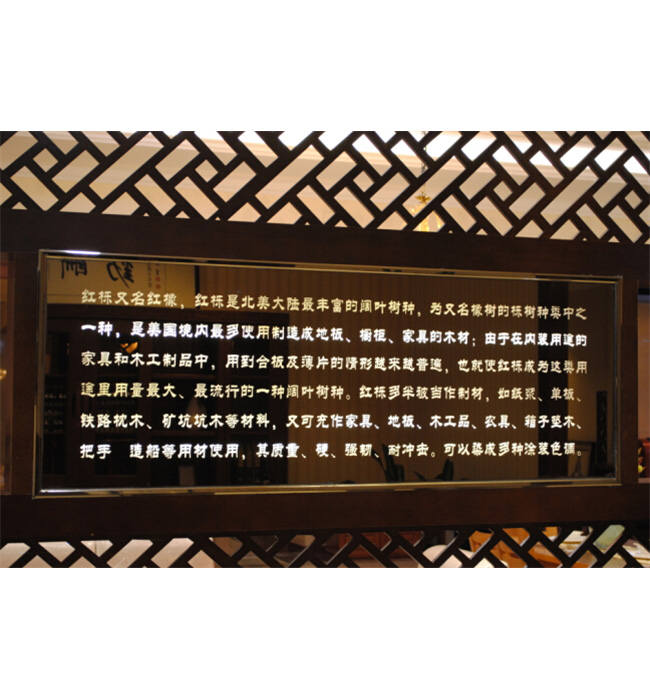 红栎又名红橡，红栎是北美大陆最丰富的阔叶树种，为又名橡树的栎树种类中之
一种，是美国境内最多使用制造成地板、橱柜、家具的木材；由于在内装用途的
家具和木工制品中，用到合板及薄片的情形越来越普遍，也就使红栎成为这类用
途里用量最大、最流行的一种阔叶树种。红栎多半被当作制材，如纸浆、单板、
铁路枕木、矿坑坑木等材料，又可充作家具、地板、木工品、农具、箱子垫木、
把手 造船等用材使用，其质量、硬、强韧、耐冲击。可以染成多种涂装色调。